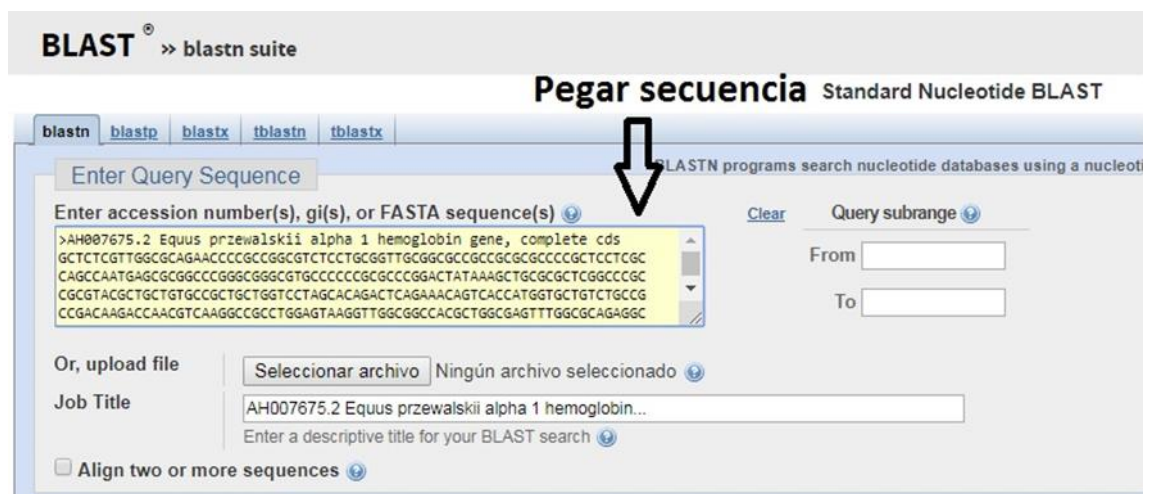 BLAST ® » blastn suite
Pegar secuencia Standard Nucleotide BLAST
blastn blastp blastx tblastn tblastx
BLASTN programs search nucleotide databases using a nucleoti
Enter Query Sequence
Enter accession number(s), gi(s), or FASTA sequence(s) Clear Query subrange
>AH007675.2 Equus przewalskii alpha 1 hemoglobin gene, complete cds
GCTCTCGTTGGCGCAGAACCCCGCCGGCGTCTCCTGCGGTTGCGGCGCCGCCGCGCGCCCCGCTCCTCGC
CAGCCAATGAGCGCGGCCCGGGCGGGCGTGCCCCCCGCGCCCGGACTATAAAGCTGCGCGCTCGGCCCGC
CGCGTACGCTGCTGTGCCGCTGCTGGTCCTAGCACAGACTCAGAAACAGTCACCATGGTGCTGTCTGCCG
CCGACAAGACCAACGTCAAGGCCGCCTGGAGTAAGGTTGGCGGCCACGCTGGCGAGTTTGGCGCAGAGGC
From
To
Or, upload file Seleccionar archivo Ningún archivo seleccionado
Job Title AH007675.2 Equus przewalskii alpha 1 hemoglobin...
Enter a descriptive title for your BLAST search
Align two or more sequences